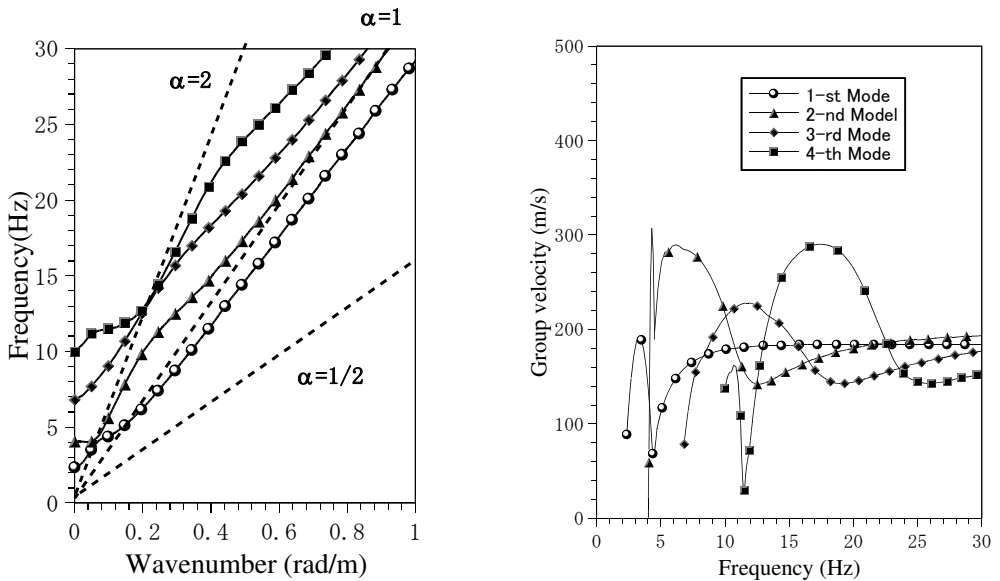 α=1
α=2
α=1/2
30
25
20
15
10
5
0
Frequency(Hz)
0 0.2 0.4 0.6 0.8 1
Wavenumber (rad/m)
500
400
300
200
100
0
Group velocity (m/s)
1-st Mode
2-nd Model
3-rd Mode
4-th Mode
0 5 10 15 20 25 30
Frequency (Hz)